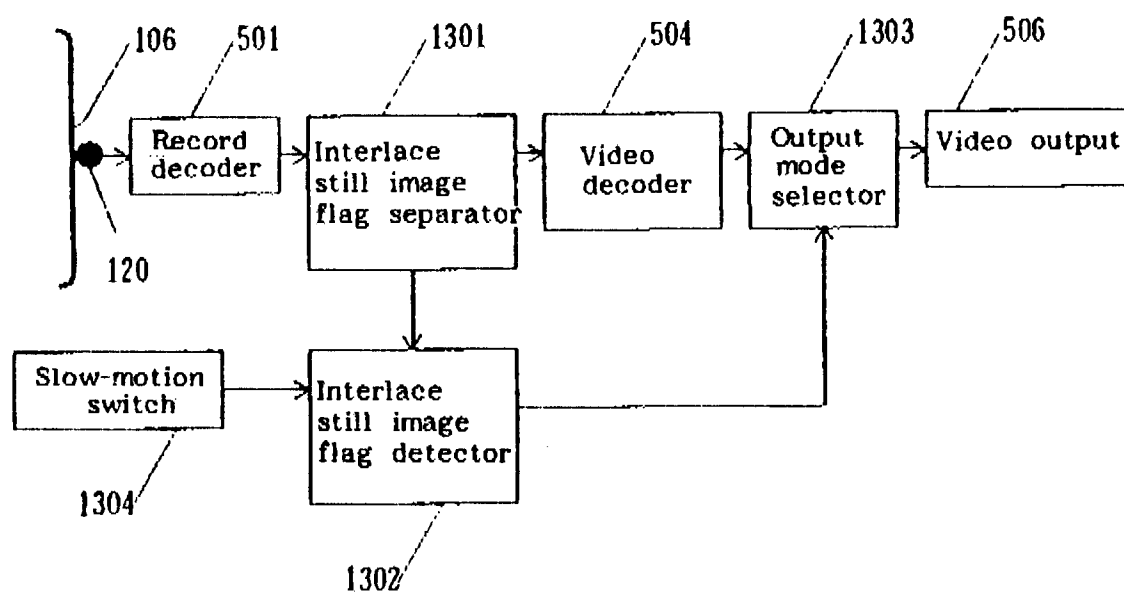 106
501
1301
504
1303
506
Record
decoder
Interlace
still image
flag separator
Video
decoder
Output
mode
selector
Video output
120
Slow-motion
switch
Interlace
still image
flag detector
1304
1302